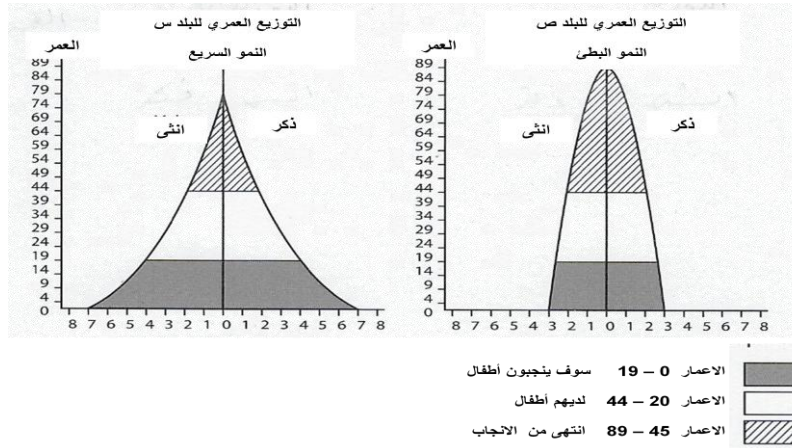 التوزيع العمري للبلد ص
النمو البطئ
العمر
89
84
79
74
69
64
59
54
49
44
39
34
29
24
19
14
9
4
0
انثى
ذكر
8 7 6 5 4 3 2 1 0 1 2 3 4 5 6 7 8
التوزيع العمري للبلد س
النمو السريع
العمر
89
84
79
74
69
64
59
54
49
44
39
34
29
24
19
14
9
4
0
انثى
ذكر
8 7 6 5 4 3 2 1 0 1 2 3 4 5 6 7 8
الاعمار 0 – 19 سوف ينجبون أطفال
الاعمار 20 – 44 لديهم أطفال
الاعمار 45 – 89 انتهى من الانجاب